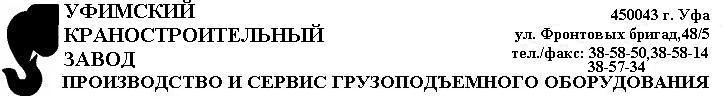 УФИМСКИЙ
КРАНОСТРОИТЕЛЬНЫЙ
ЗАВОД
450043 г. Уфа
ул. Фронтовых бригад,48/5
тел./факс: 38-58-50,38-58-14
38-57-34
ПРОИЗВОДСТВО И СЕРВИС ГРУЗОПОДЪЕМНОГО ОБОРУДОВАНИЯ